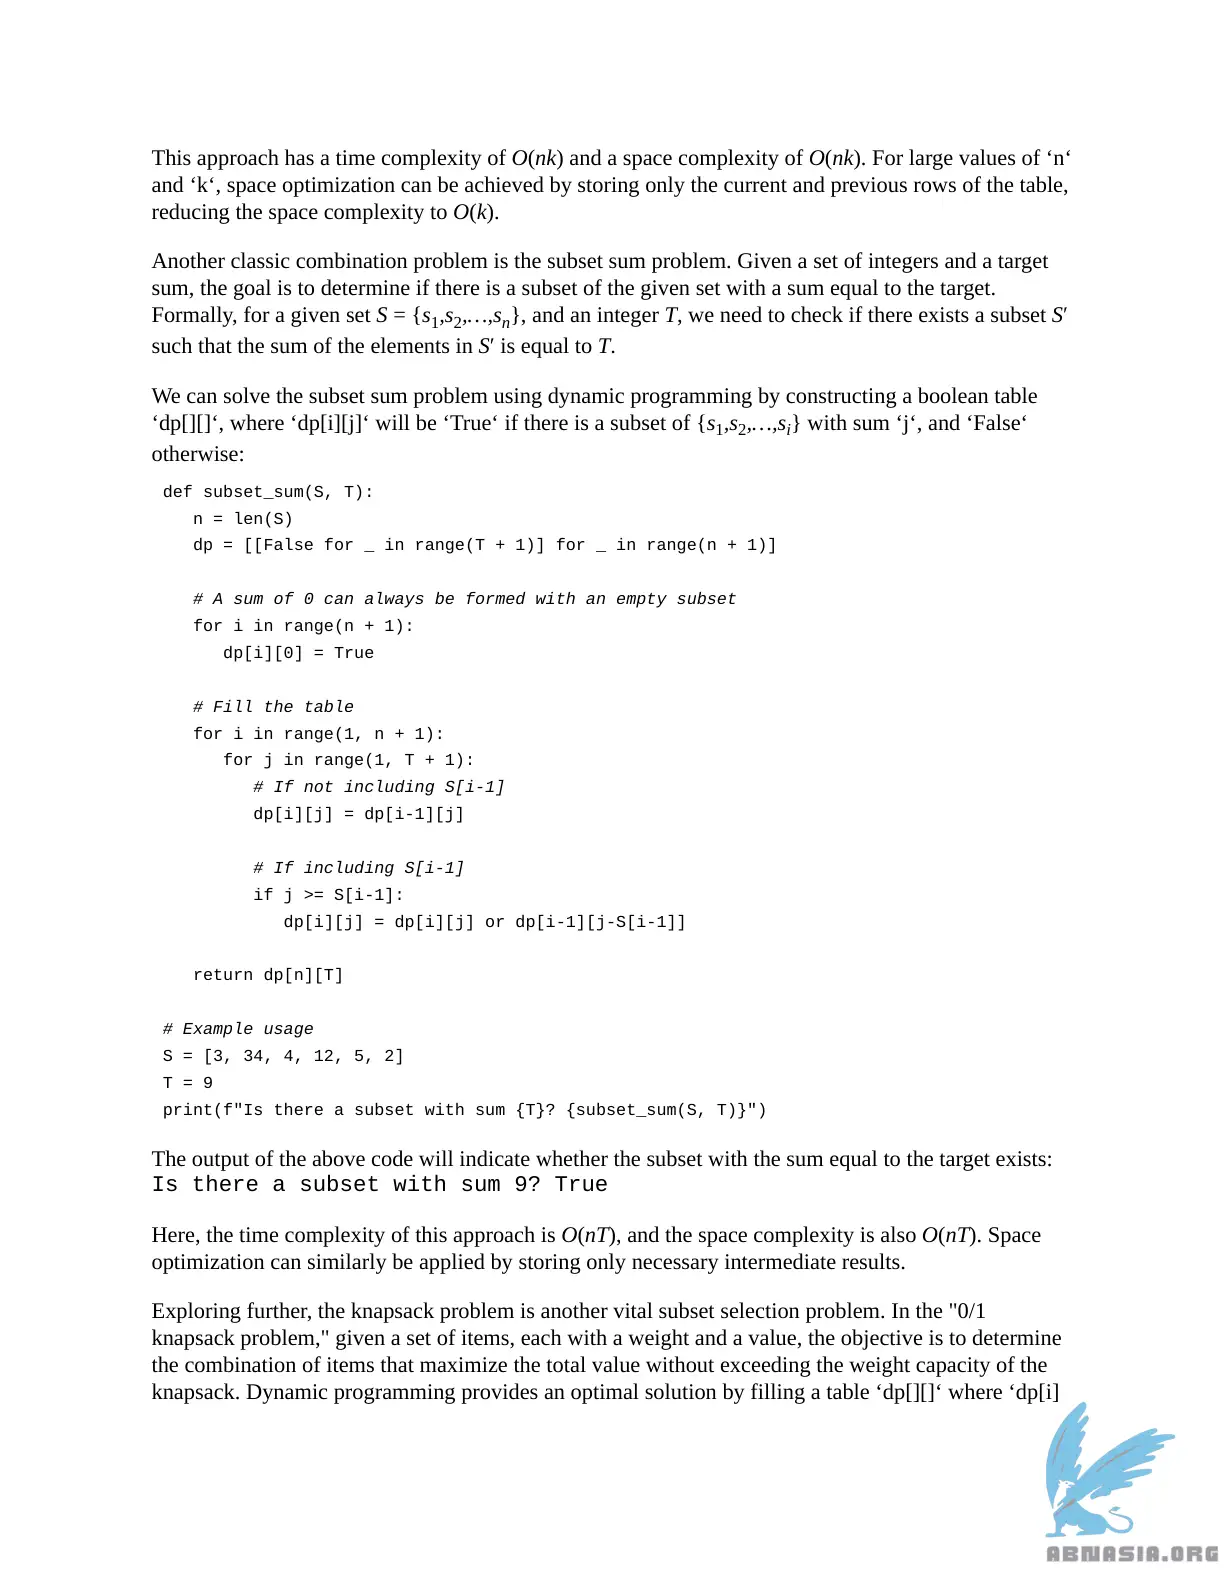 This approach has a time complexity of O(nk) and a space complexity of O(nk). For large values of ‘n‘
and ‘k‘, space optimization can be achieved by storing only the current and previous rows of the table,
reducing the space complexity to O(k).
Another classic combination problem is the subset sum problem. Given a set of integers and a target
sum, the goal is to determine if there is a subset of the given set with a sum equal to the target.
Formally, for a given set S = {s1,s2,…,sn}, and an integer T, we need to check if there exists a subset S′
such that the sum of the elements in S′ is equal to T.
We can solve the subset sum problem using dynamic programming by constructing a boolean table
‘dp[][]‘, where ‘dp[i][j]‘ will be ‘True‘ if there is a subset of {s1,s2,…,si} with sum ‘j‘, and ‘False‘
otherwise:
def subset_sum(S, T):
   n = len(S)
   dp = [[False for _ in range(T + 1)] for _ in range(n + 1)]
   # A sum of 0 can always be formed with an empty subset
   for i in range(n + 1):
      dp[i][0] = True
   # Fill the table
   for i in range(1, n + 1):
      for j in range(1, T + 1):
         # If not including S[i-1]
         dp[i][j] = dp[i-1][j]
         # If including S[i-1]
         if j >= S[i-1]:
            dp[i][j] = dp[i][j] or dp[i-1][j-S[i-1]]
   return dp[n][T]
# Example usage
S = [3, 34, 4, 12, 5, 2]
T = 9
print(f"Is there a subset with sum {T}? {subset_sum(S, T)}")
The output of the above code will indicate whether the subset with the sum equal to the target exists:
Is there a subset with sum 9? True
Here, the time complexity of this approach is O(nT), and the space complexity is also O(nT). Space
optimization can similarly be applied by storing only necessary intermediate results.
Exploring further, the knapsack problem is another vital subset selection problem. In the "0/1
knapsack problem," given a set of items, each with a weight and a value, the objective is to determine
the combination of items that maximize the total value without exceeding the weight capacity of the
knapsack. Dynamic programming provides an optimal solution by filling a table ‘dp[][]‘ where ‘dp[i]
ABNASIA.ORG